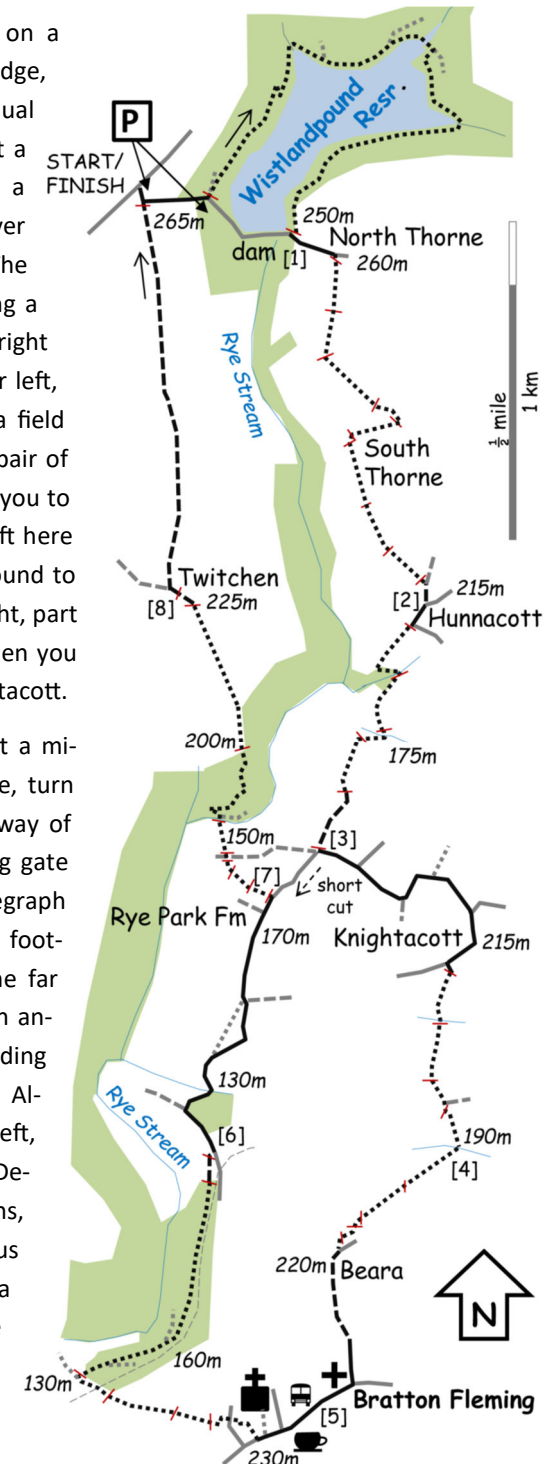 on a
dge,
ual
t a
a
ver
he
g a
right
r left,
a field
pair of
you to
ft here
ound to
ht, part
en you
tacott.
t a mi-
e, turn
way of
g gate
egraph
foot-
ne far
n an-
ding
Al-
eft,
De-
ns,
us
a
e
P
START/
FINISH
265m
Wistlandpound
Resr
250m
dam [1]
North Thorne
260m
Rye Stream
½ mile
1 km
South
Thorne
Twitchen
[8] 225m
[2] 215m
Hunnacott
200m
175m
150m
[3]
[7]
short
cut
Rye Park Fm
170m
Knightacott
215m
130m
Rye Stream
[6]
190m
[4]
220m Beara
N
160m
130m
[5]
Bratton Fleming
230m